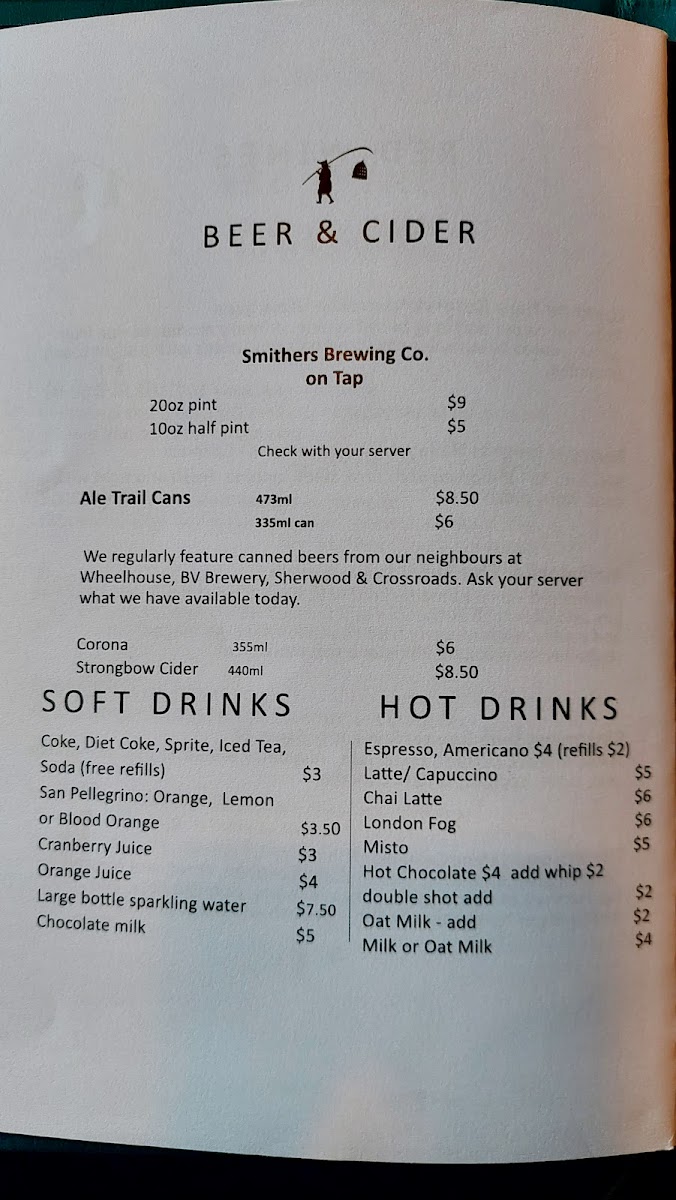 BEER & CIDER
Smithers Brewing Co.
on Tap
20oz pint $9
10oz half pint $5
Check with your server
Ale Trail Cans 473ml $8.50
335ml can $6
We regularly feature canned beers from our neighbours at
Wheelhouse, BV Brewery, Sherwood & Crossroads. Ask your server
what we have available today.
Corona 355ml $6
Strongbow Cider 440ml $8.50
SOFT DRINKS
Coke, Diet Coke, Sprite, Iced Tea,
Soda (free refills) $3
San Pellegrino: Orange, Lemon
or Blood Orange $3.50
Cranberry Juice $3
Orange Juice $4
Large bottle sparkling water $7.50
Chocolate milk $5
HOT DRINKS
Espresso, Americano $4 (refills $2)
Latte/ Capuccino $5
Chai Latte $6
London Fog $6
Misto $5
Hot Chocolate $4 add whip $2
double shot add $2
Oat Milk - add $2
Milk or Oat Milk $4